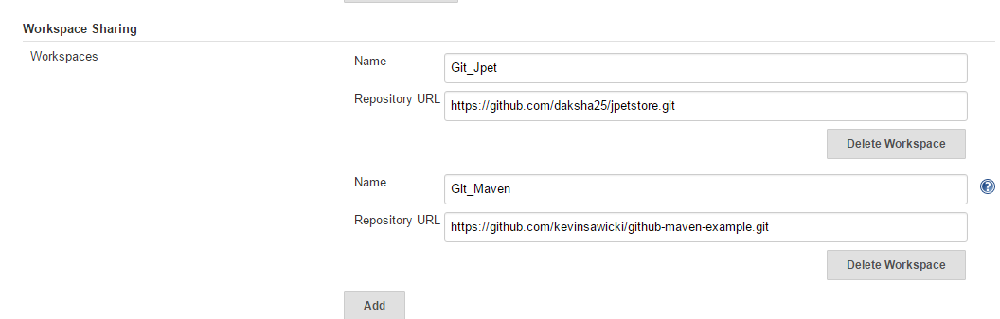 Workspace Sharing
Workspaces
Name
Git_Jpet
Repository URL
https://github.com/daksha25/jpetstore.git
Delete Workspace
Name
Git_Maven
?
Repository URL
https://github.com/kevinsawicki/github-maven-example.git
Delete Workspace
Add